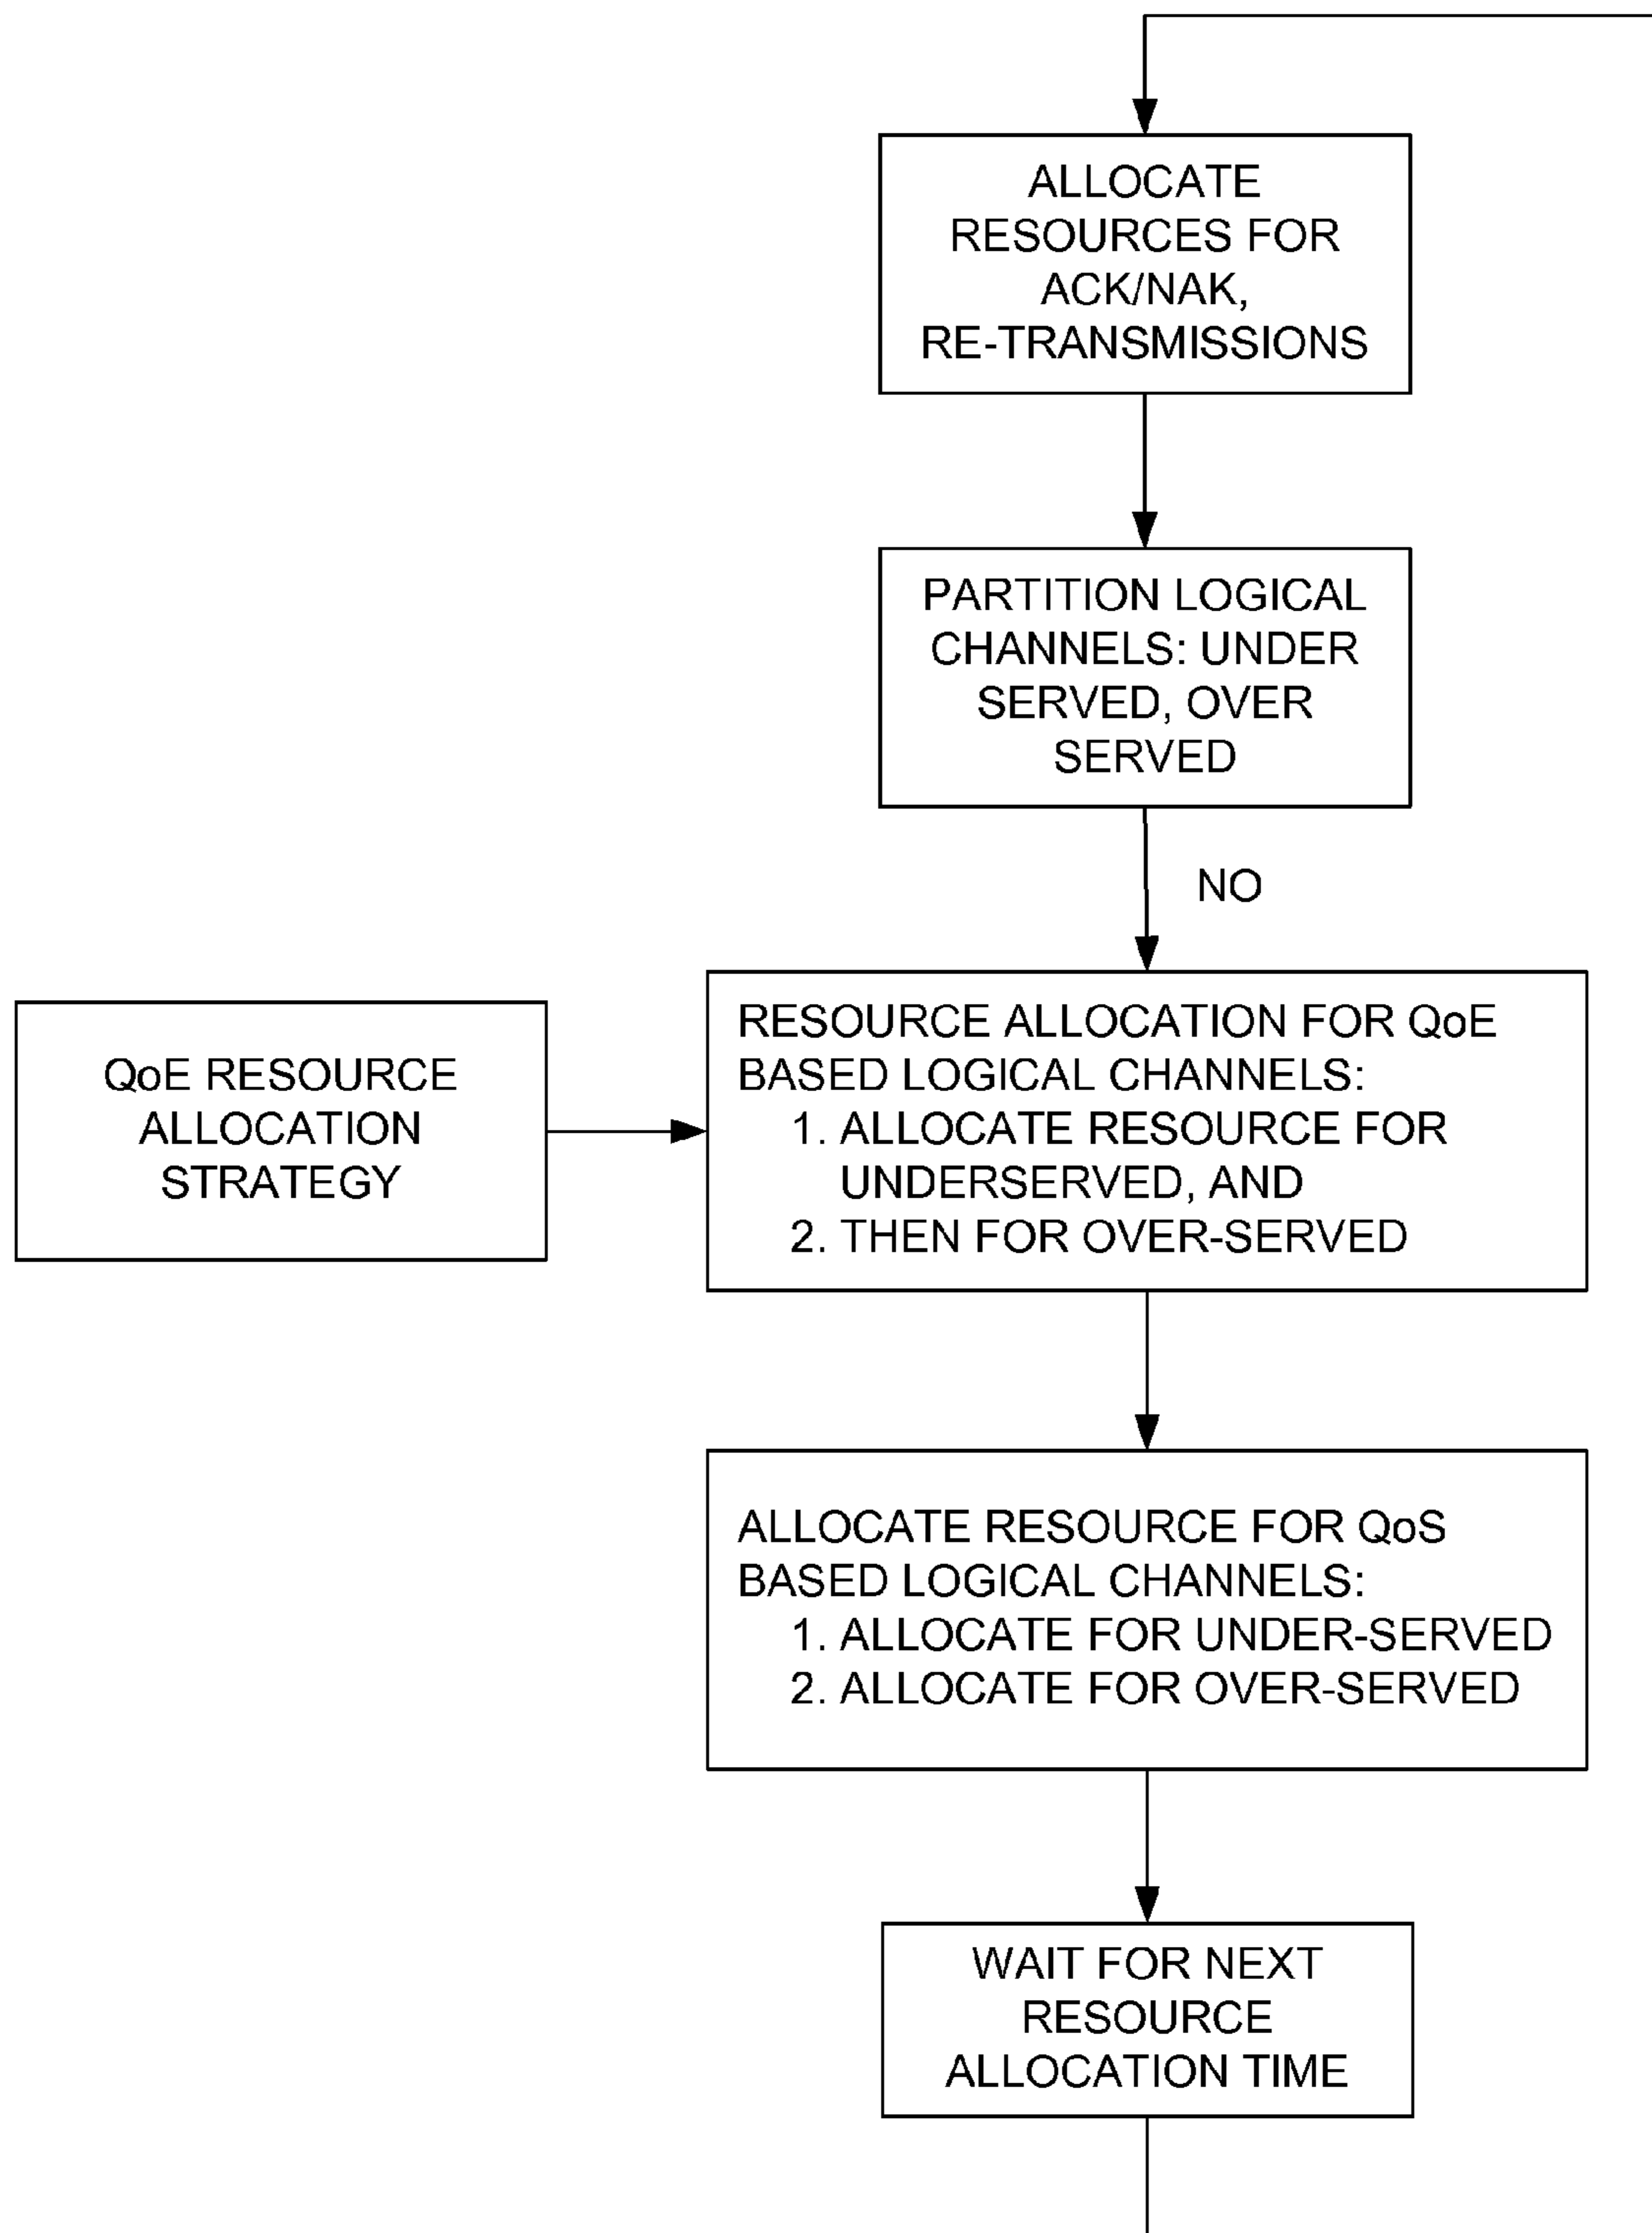 ALLOCATE
RESOURCES FOR
ACK/NAK,
RE-TRANSMISSIONS
PARTITION LOGICAL
CHANNELS: UNDER
SERVED, OVER
SERVED
NO
QoE RESOURCE
ALLOCATION
STRATEGY
RESOURCE ALLOCATION FOR QoE
BASED LOGICAL CHANNELS:
1. ALLOCATE RESOURCE FOR
UNDERSERVED, AND
2. THEN FOR OVER-SERVED
ALLOCATE RESOURCE FOR QoS
BASED LOGICAL CHANNELS:
1. ALLOCATE FOR UNDER-SERVED
2. ALLOCATE FOR OVER-SERVED
WAIT FOR NEXT
RESOURCE
ALLOCATION TIME